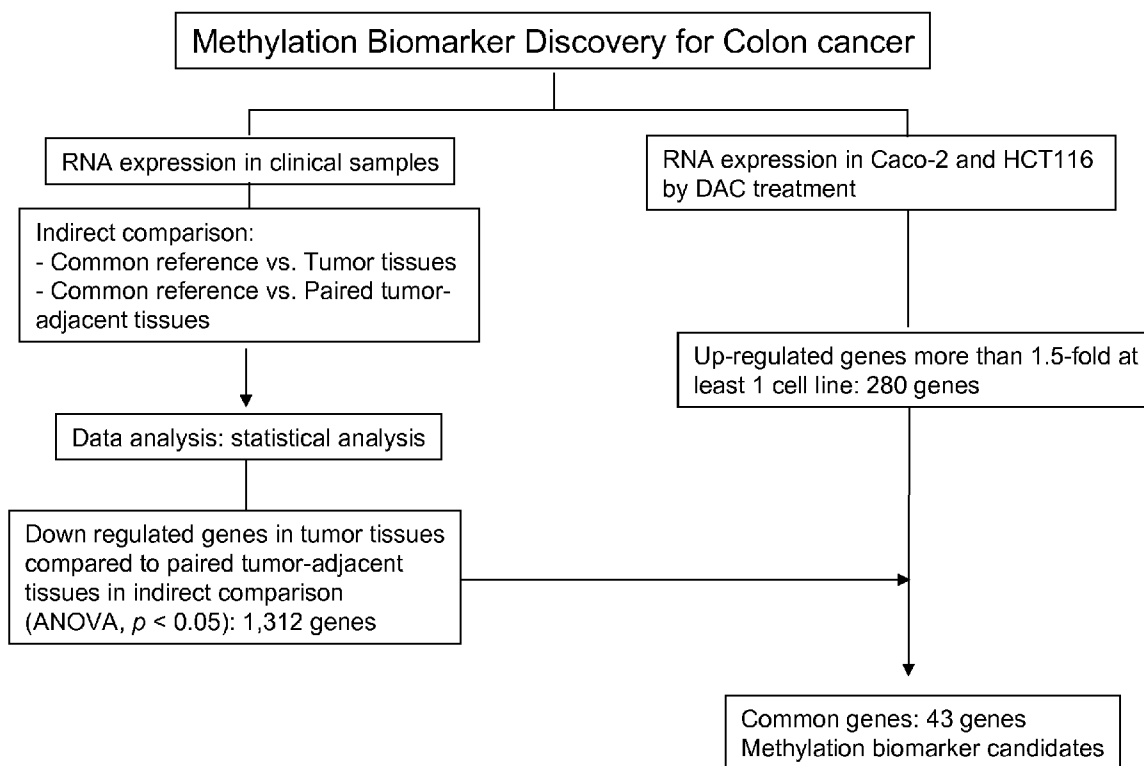 Methylation Biomarker Discovery for Colon cancer
RNA expression in clinical samples
RNA expression in Caco-2 and HCT116
by DAC treatment
Indirect comparison:
- Common reference vs. Tumor tissues
- Common reference vs. Paired tumor-
adjacent tissues
Up-regulated genes more than 1.5-fold at
least 1 cell line: 280 genes
Data analysis: statistical analysis
Down regulated genes in tumor tissues
compared to paired tumor-adjacent
tissues in indirect comparison
(ANOVA, p < 0.05): 1,312 genes
Common genes: 43 genes
Methylation biomarker candidates